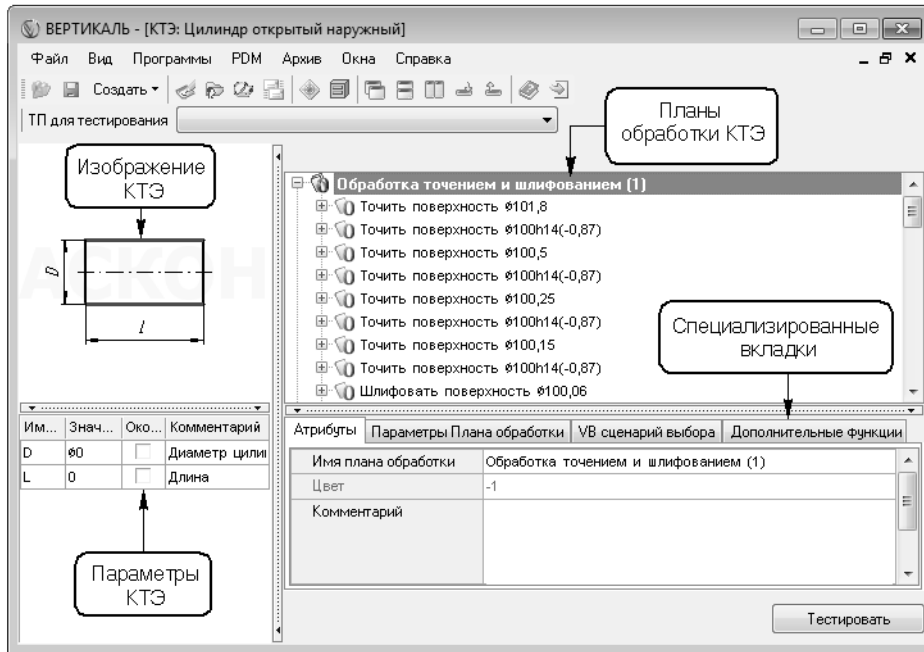 ВЕРТИКАЛЬ - [КТЭ: Цилиндр открытый наружный]
Файл Вид Программы PDM Архив Окна Справка
Создать
ТП для тестирования
Планы
обработки КТЭ
Изображение
КТЭ
D
l
АСКОН
Обработка точением и шлифованием (1)
Точить поверхность ø101,8
Точить поверхность ø100h14(-0,87)
Точить поверхность ø100,5
Точить поверхность ø100h14(-0,87)
Точить поверхность ø100,25
Точить поверхность ø100h14(-0,87)
Точить поверхность ø100,15
Точить поверхность ø100h14(-0,87)
Шлифовать поверхность ø100,06
Специализированные
вкладки
Им... Знач... Око... Комментарий
D ø0 Диаметр цили
L 0 Длина
Параметры
КТЭ
Атрибуты Параметры Плана обработки VB сценарий выбора Дополнительные функции
Имя плана обработки Обработка точением и шлифованием (1)
Цвет -1
Комментарий
Тестировать